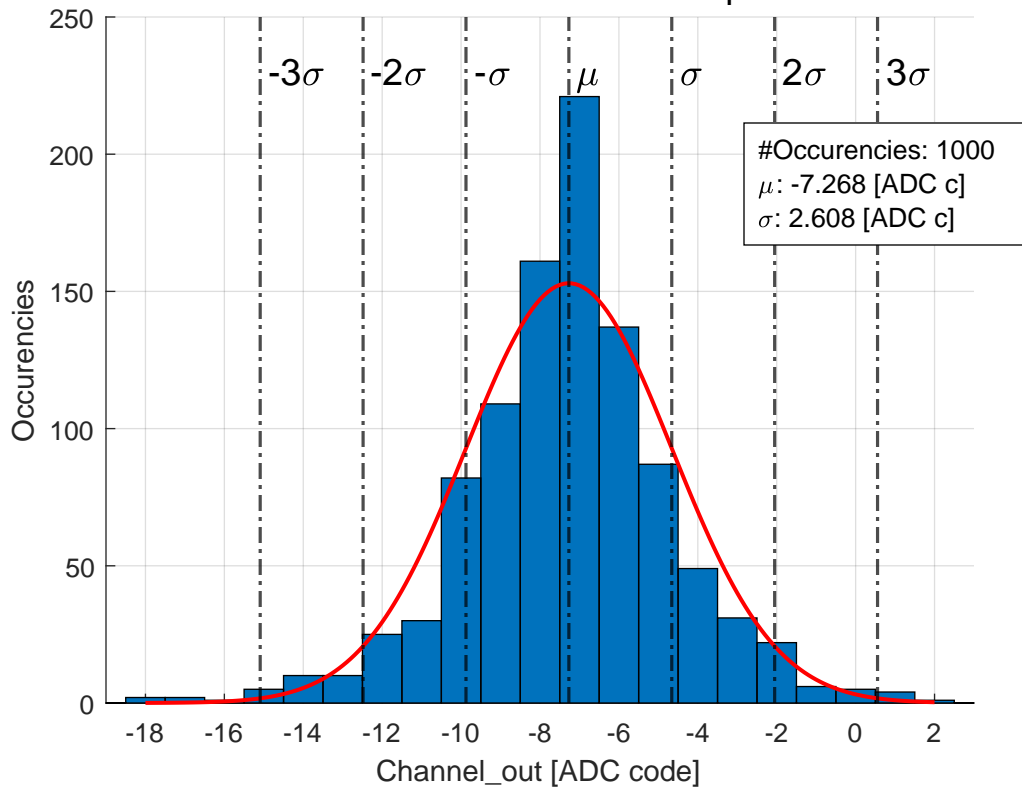 250
200
150
100
50
0
-3σ
-2σ
-σ
μ
σ
2σ
3σ
#Occurencies: 1000
μ: -7.268 [ADC c]
σ: 2.608 [ADC c]
Occurencies
-18 -16 -14 -12 -10 -8 -6 -4 -2 0 2
Channel_out [ADC code]